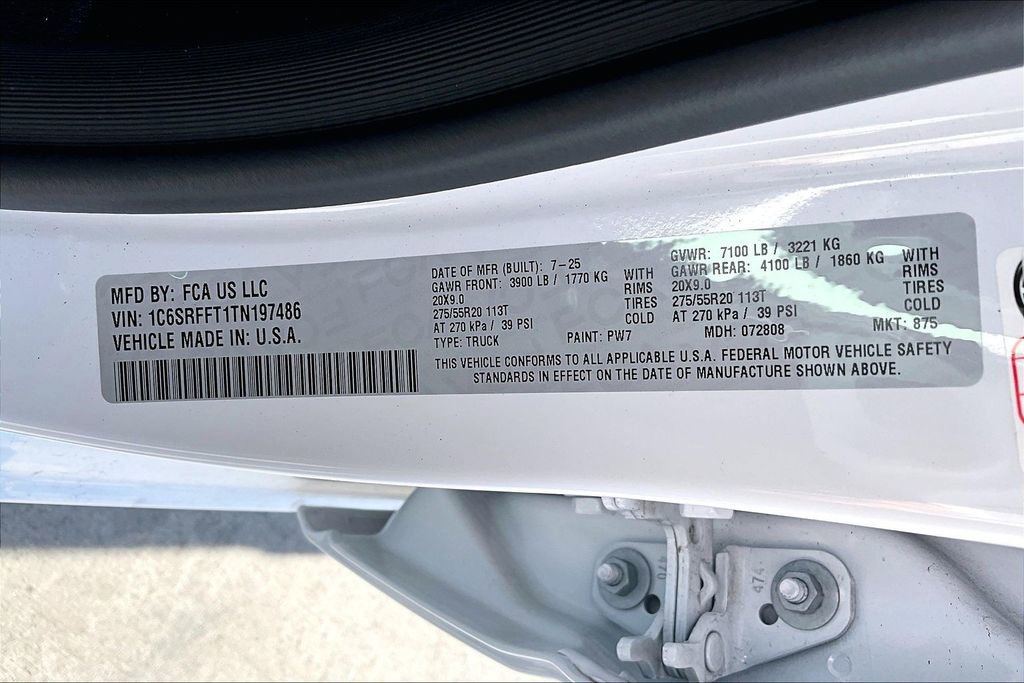 MFD BY: FCA US LLC
VIN: 1C6SRFFT1TN197486
VEHICLE MADE IN: U.S.A.
DATE OF MFR (BUILT): 7-25
GAWR FRONT: 3900 LB / 1770 KG WITH
20X9.0 RIMS
275/55R20 113T TIRES
AT 270 kPa / 39 PSI COLD
TYPE: TRUCK PAINT: PW7
GVWR: 7100 LB / 3221 KG
GAWR REAR: 4100 LB / 1860 KG WITH
20X9.0 RIMS
275/55R20 113T TIRES
AT 270 kPa / 39 PSI COLD
MDH: 072808 MKT: 875
THIS VEHICLE CONFORMS TO ALL APPLICABLE U.S.A. FEDERAL MOTOR VEHICLE SAFETY
STANDARDS IN EFFECT ON THE DATE OF MANUFACTURE SHOWN ABOVE.
474